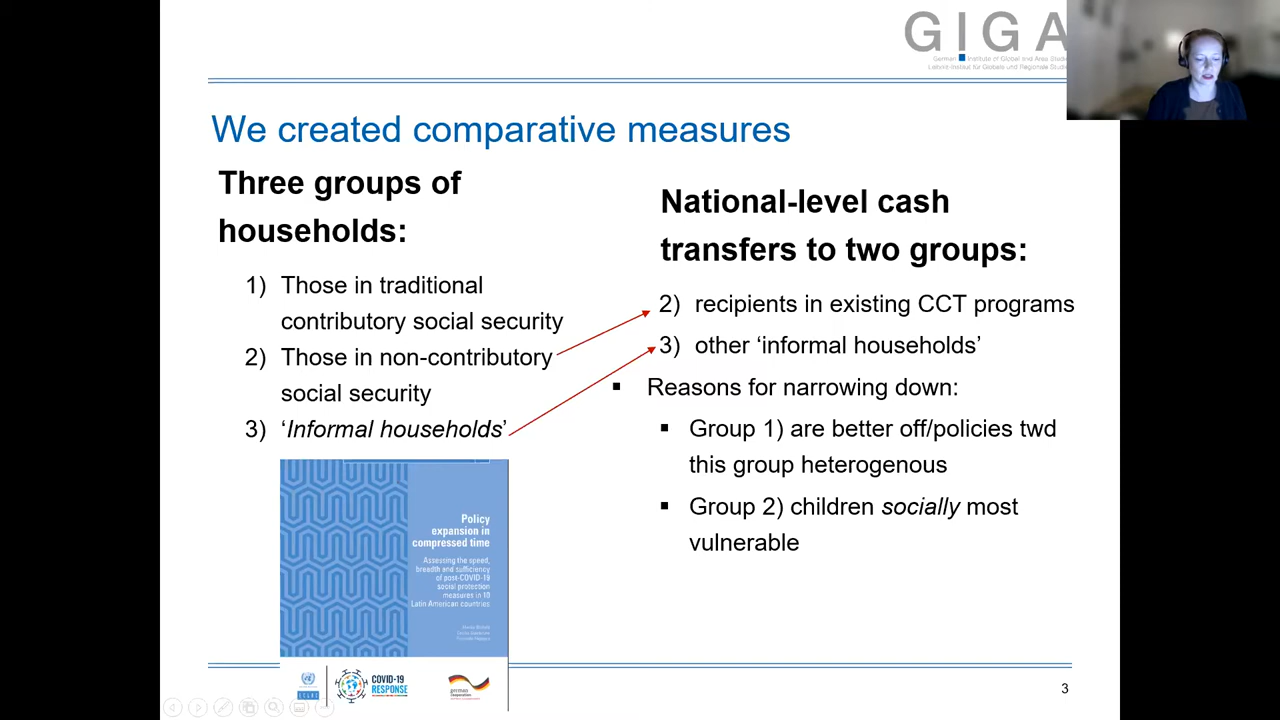 GIGA
German Institute of Global and Area Studies
Leibniz-Institut für Globale und Regionale Studien
We created comparative measures
Three groups of
households:
1) Those in traditional
contributory social security
2) Those in non-contributory
social security
3) ‘Informal households’
National-level cash
transfers to two groups:
2) recipients in existing CCT programs
3) other ‘informal households’
▪ Reasons for narrowing down:
▪ Group 1) are better off/policies twd
this group heterogenous
▪ Group 2) children socially most
vulnerable
Policy
expansion in
compressed time
Assessing the speed,
breadth and sufficiency
of post-COVID-19
social protection
measures in 10
Latin American countries
COVID-19
RESPONSE
german
cooperation
3